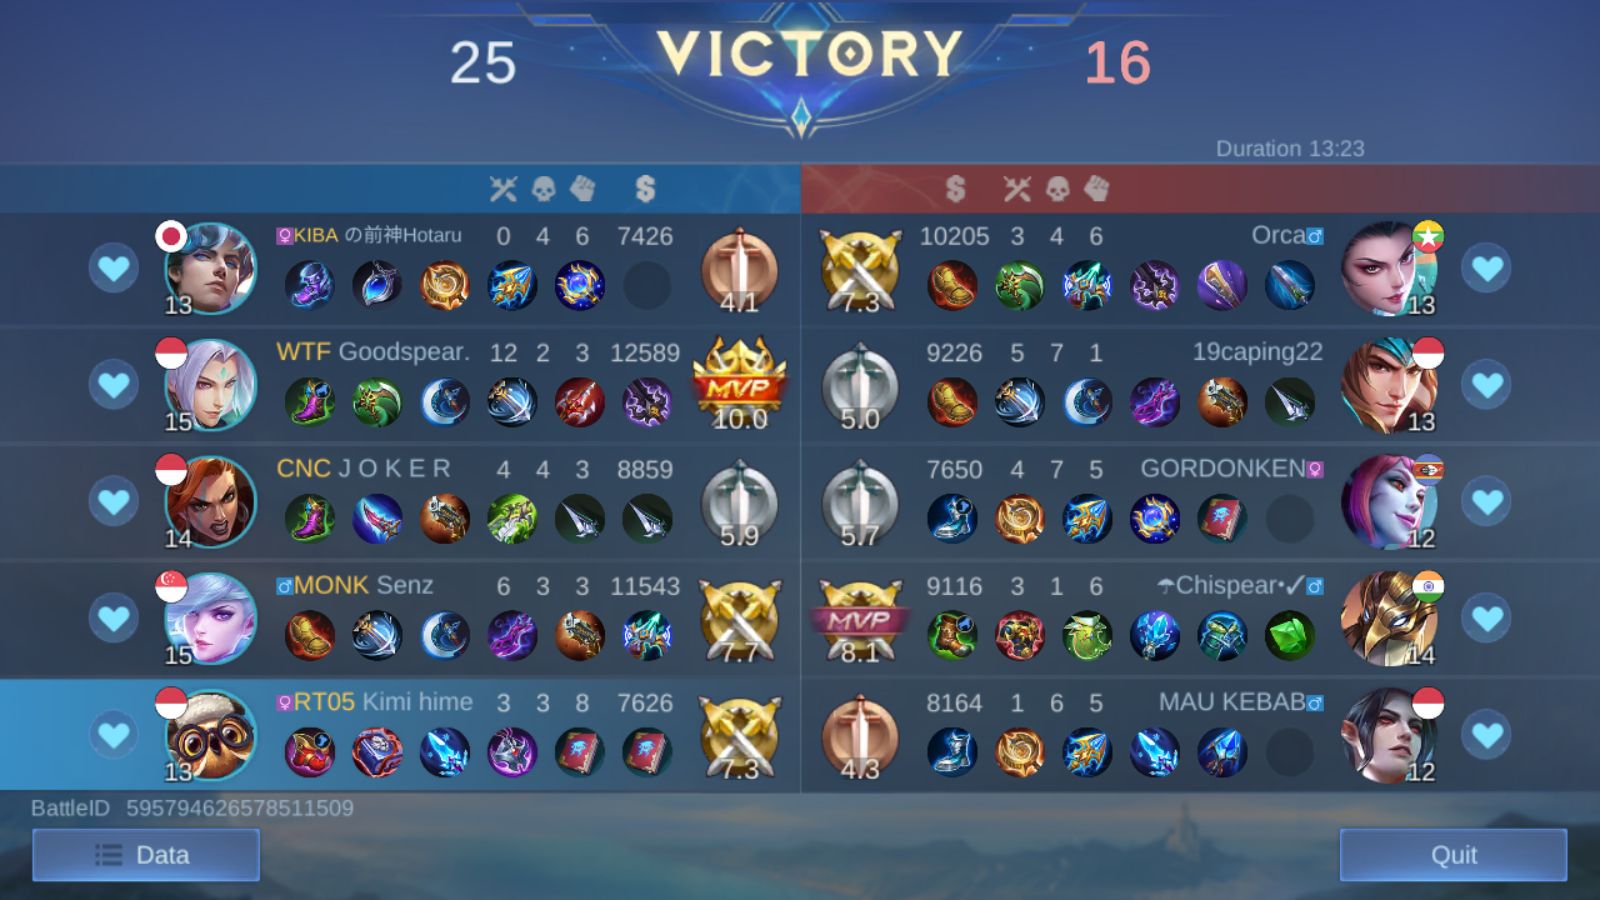 25 VICTORY 16
Duration 13:23
KIBA の前神Hotaru 0 4 6 7426
13 4.1
10205 3 4 6 Orca
7.3 13
WTF Goodspear. 12 2 3 12589
15 MVP 10.0
9226 5 7 1 19caping22
5.0 13
CNC J O K E R 4 4 3 8859
14 5.9
7650 4 7 5 GORDONKEN
5.7 12
MONK Senz 6 3 3 11543
15 7.7
9116 3 1 6 ☂Chispear•✓
MVP 8.1 14
RT05 Kimi hime 3 3 8 7626
13 7.3
8164 1 6 5 MAU KEBAB
4.3 12
BattleID 595794626578511509
Data
Quit